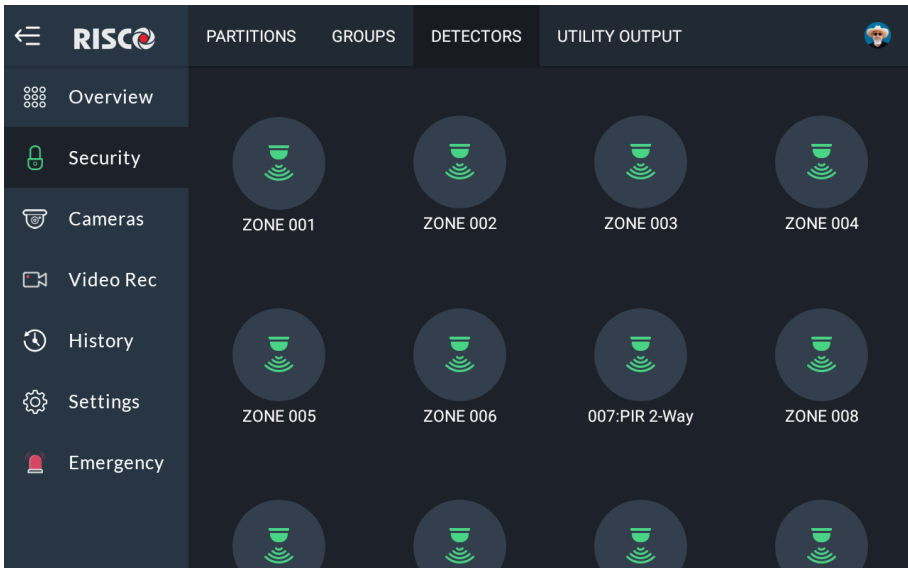 RISCO
PARTITIONS GROUPS DETECTORS UTILITY OUTPUT
Overview
Security
Cameras
Video Rec
History
Settings
Emergency
ZONE 001 ZONE 002 ZONE 003 ZONE 004
ZONE 005 ZONE 006 007:PIR 2-Way ZONE 008